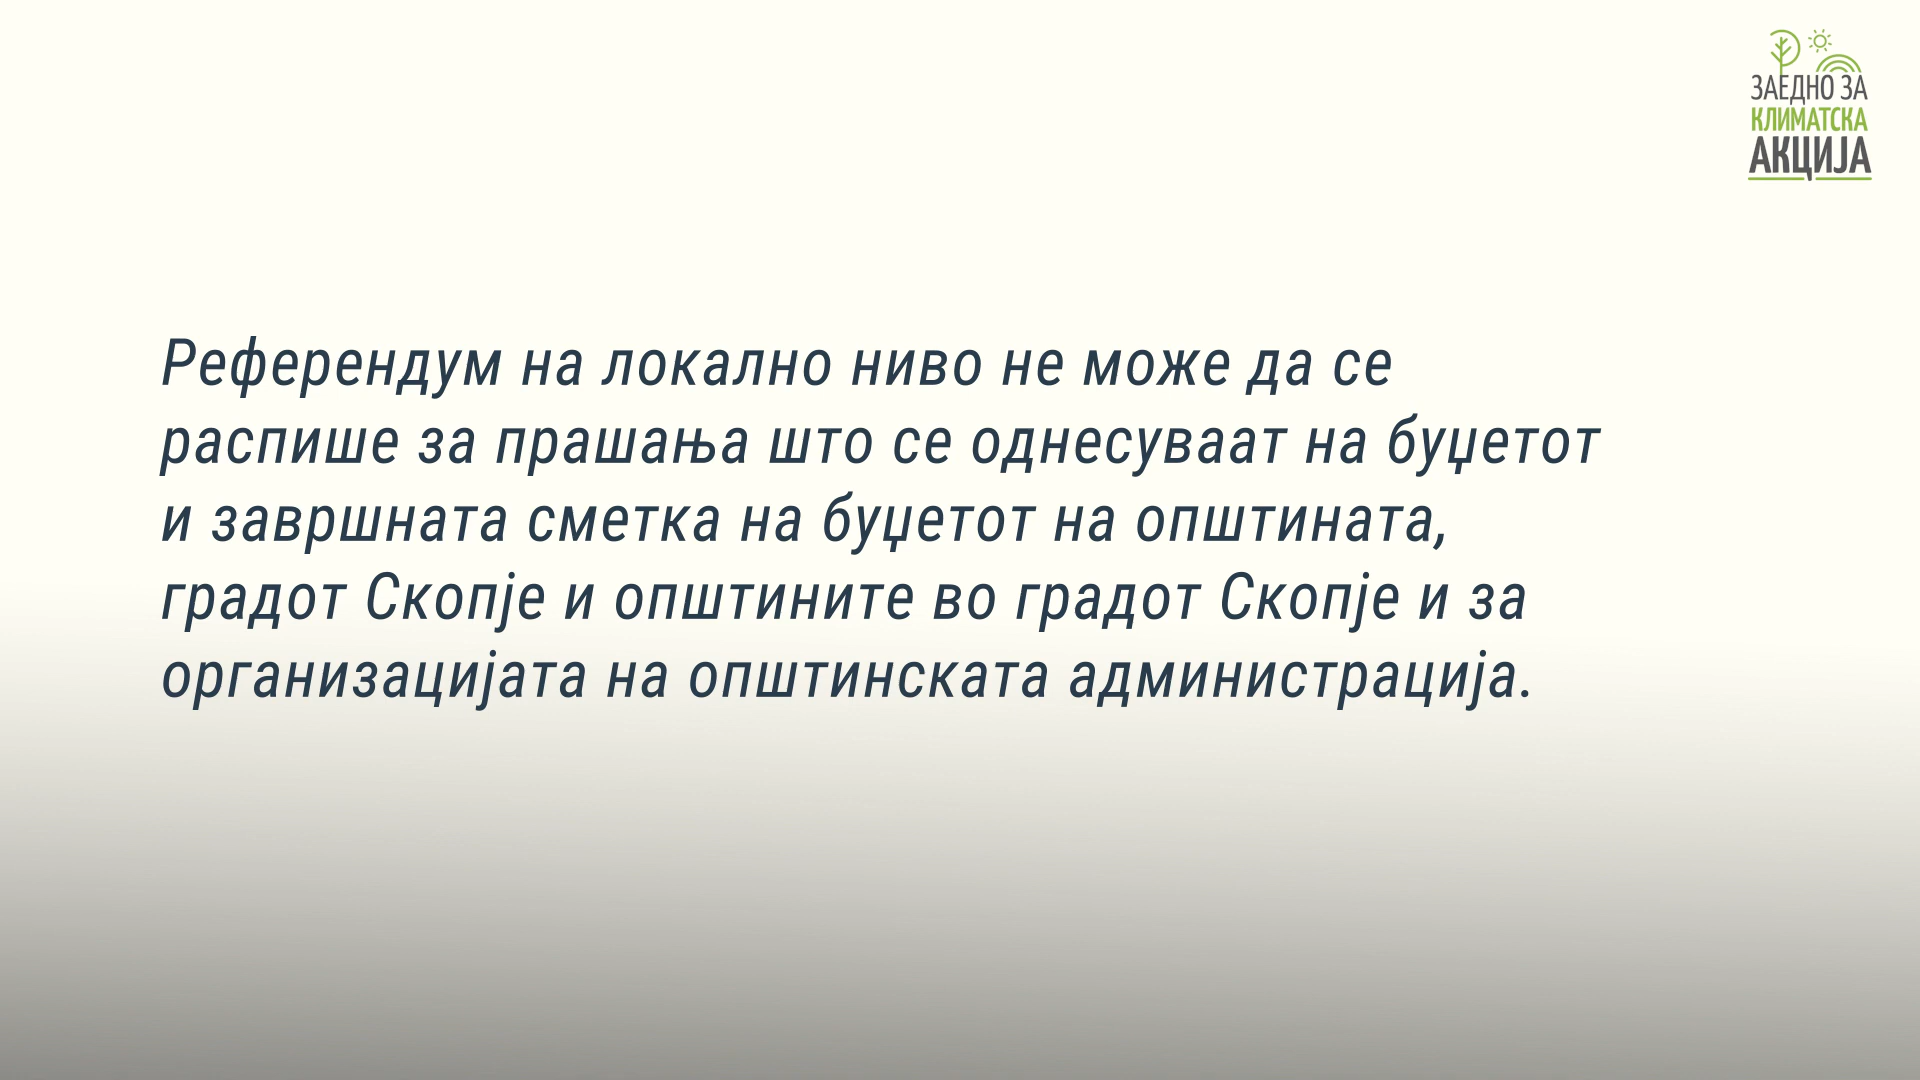 ЗАЕДНО ЗА
КЛИМАТСКА
АКЦИЈА
Референдум на локално ниво не може да се
распише за прашања што се однесуваат на буџетот
и завршната сметка на буџетот на општината,
градот Скопје и општините во градот Скопје и за
организацијата на општинската администрација.